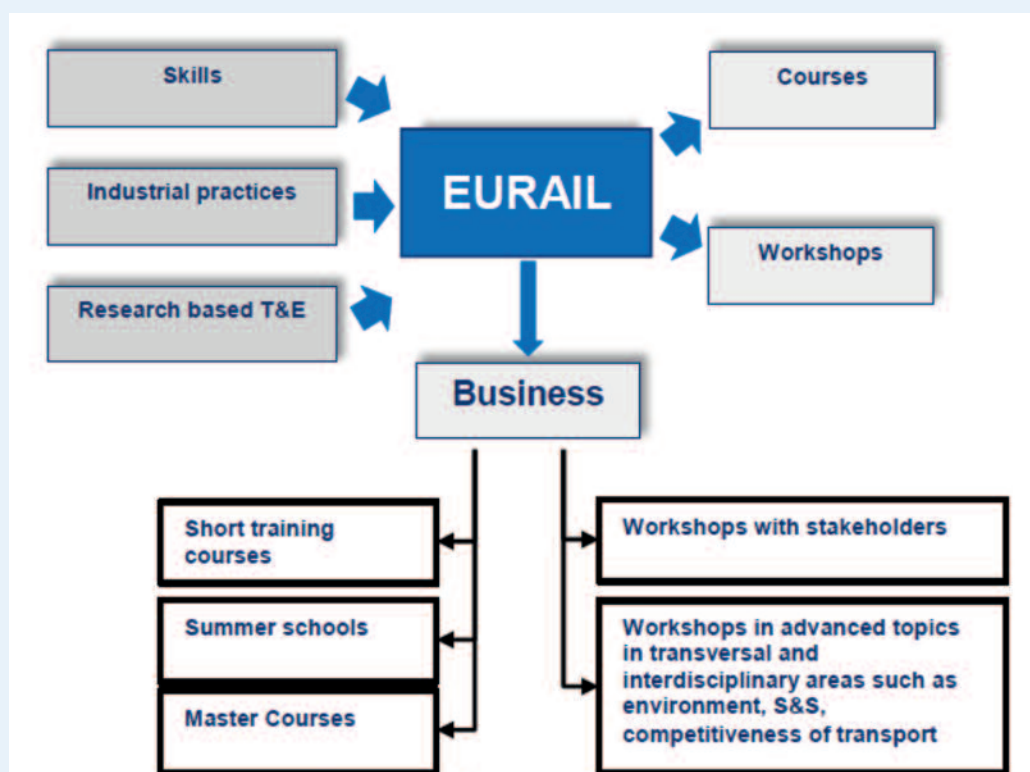 Skills
Industrial practices
Research based T&E
EURAIL
Courses
Workshops
Business
Short training
courses
Summer schools
Master Courses
Workshops with stakeholders
Workshops in advanced topics
in transversal and
interdisciplinary areas such as
environment, S&S,
competitiveness of transport